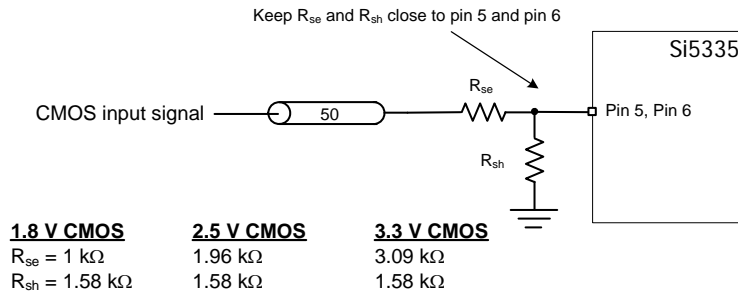 Keep Rse and Rsh close to pin 5 and pin 6
Si5335
Rse
CMOS input signal
50
Pin 5, Pin 6
Rsh
1.8 V CMOS 2.5 V CMOS 3.3 V CMOS
Rse = 1 kΩ 1.96 kΩ 3.09 kΩ
Rsh = 1.58 kΩ 1.58 kΩ 1.58 kΩ